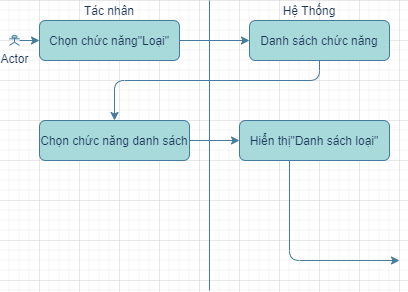 Tác nhân
Hệ Thống
Actor
Chọn chức năng"Loại"
Danh sách chức năng
Chọn chức năng danh sách
Hiển thị"Danh sách loại"